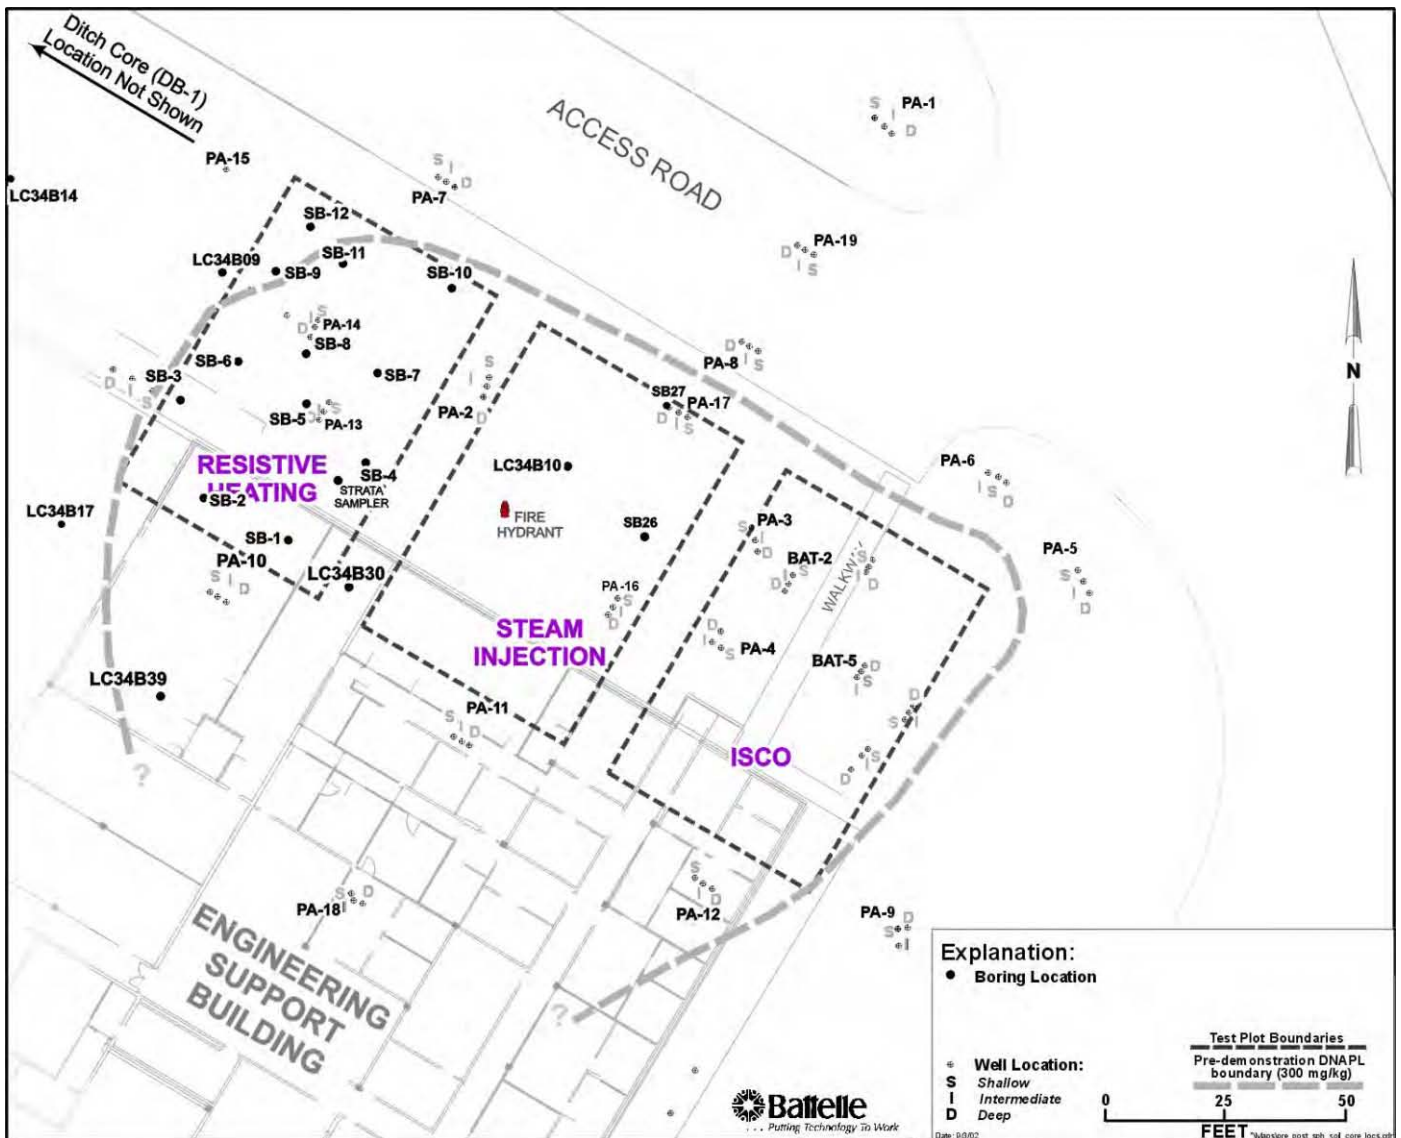 Ditch Core (DB-1)
Location Not Shown
ACCESS ROAD
S
I
D
PA-1
PA-15
S
I
D
PA-7
LC34B14
SB-12
PA-19
D
I
S
LC34B09
SB-9
SB-11
SB-10
N
I
S
D
PA-14
SB-8
SB-6
SB-7
D
I
S
SB-3
S
I
PA-2
D
D
I
S
PA-8
SB27
PA-17
D
I
S
SB-5
I
S
D
PA-13
RESISTIVE
HEATING
SB-4
STRATA
SAMPLER
SB-2
LC34B10
PA-6
I
S
D
LC34B17
FIRE
HYDRANT
SB26
SB-1
PA-10
S
I
D
LC34B30
PA-3
S
I
D
BAT-2
I
S
D
WALKWAY
S
I
D
PA-5
S
I
D
PA-16
S
I
D
STEAM
INJECTION
D
I
S
PA-4
BAT-5
D
I
S
LC34B39
D
S
I
PA-11
S
I
D
ISCO
S
I
D
?
PA-18
S
D
I
S
I
D
PA-12
PA-9
D
S
I
ENGINEERING
SUPPORT
BUILDING
?
Explanation:
Boring Location
Test Plot Boundaries
Pre-demonstration DNAPL
boundary (300 mg/kg)
Well Location:
S Shallow
I Intermediate
D Deep
0 25 50
FEET
Battelle
. . . Putting Technology To Work
Date: 9/3/02